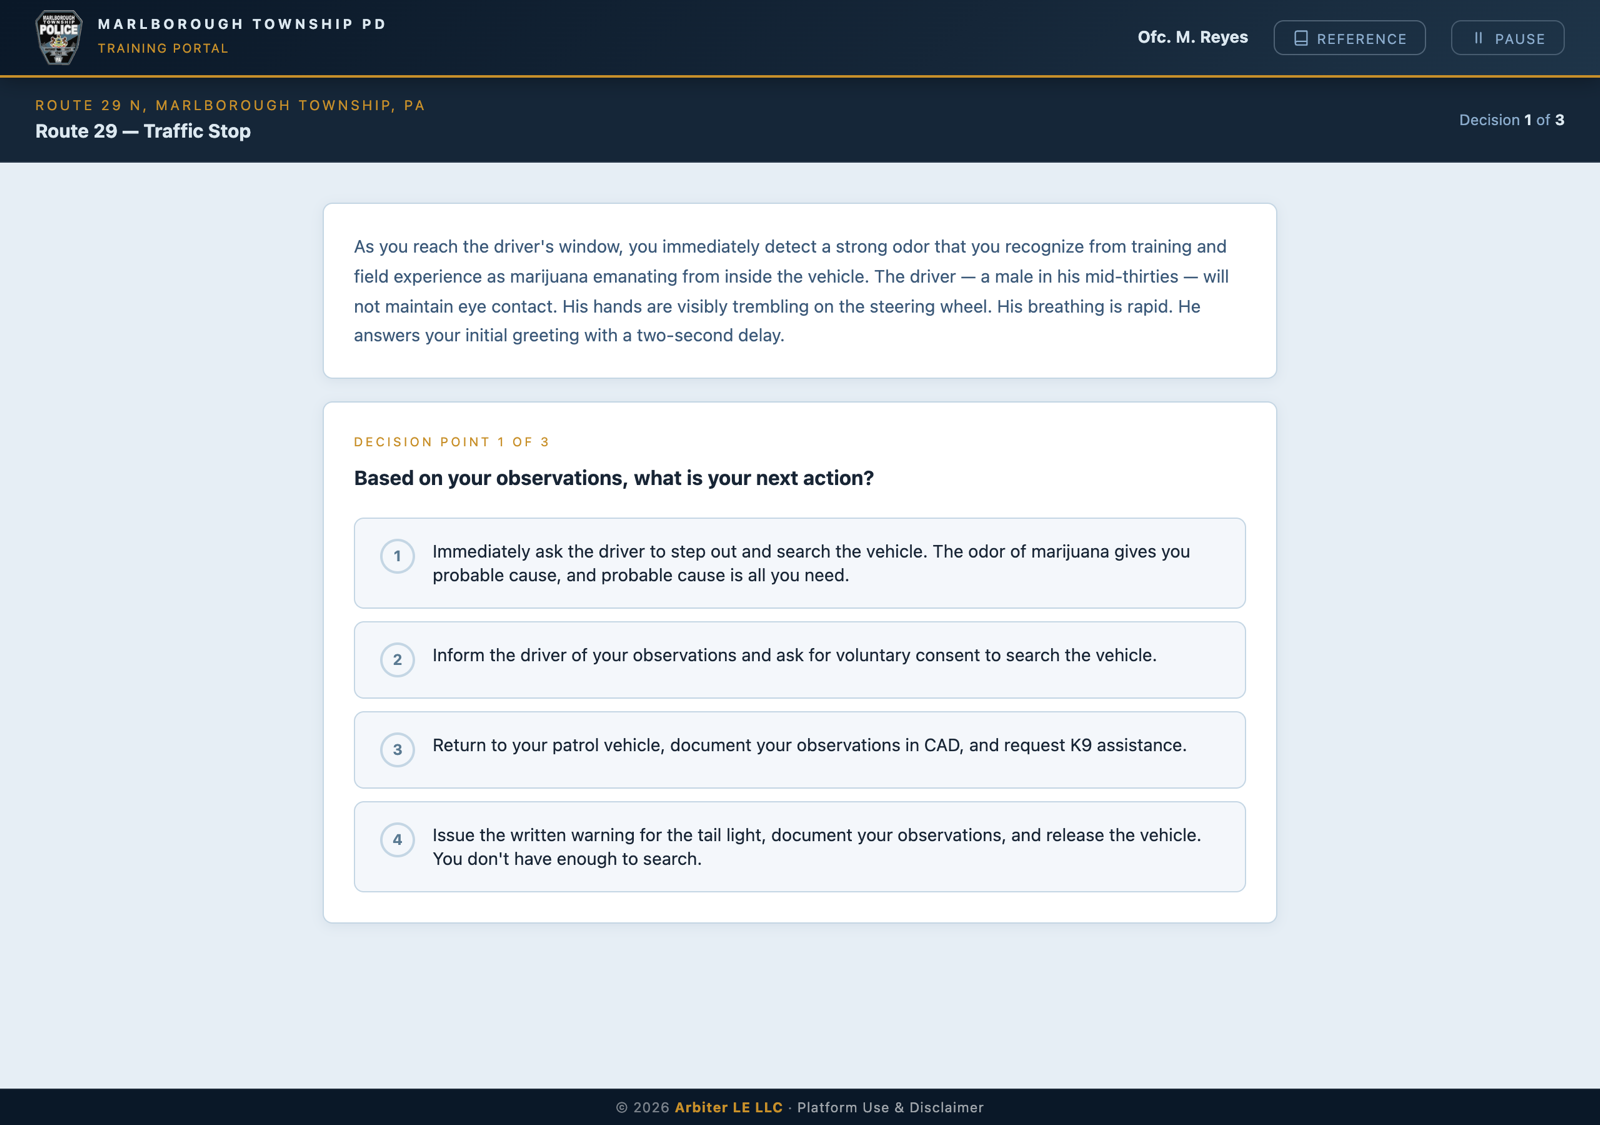 MARLBOROUGH TOWNSHIP POLICE
MARLBOROUGH TOWNSHIP PD
TRAINING PORTAL
Ofc. M. Reyes
REFERENCE
PAUSE
ROUTE 29 N, MARLBOROUGH TOWNSHIP, PA
Route 29 — Traffic Stop
Decision 1 of 3
As you reach the driver's window, you immediately detect a strong odor that you recognize from training and
field experience as marijuana emanating from inside the vehicle. The driver — a male in his mid-thirties — will
not maintain eye contact. His hands are visibly trembling on the steering wheel. His breathing is rapid. He
answers your initial greeting with a two-second delay.
DECISION POINT 1 OF 3
Based on your observations, what is your next action?
1
Immediately ask the driver to step out and search the vehicle. The odor of marijuana gives you
probable cause, and probable cause is all you need.
2
Inform the driver of your observations and ask for voluntary consent to search the vehicle.
3
Return to your patrol vehicle, document your observations in CAD, and request K9 assistance.
4
Issue the written warning for the tail light, document your observations, and release the vehicle.
You don't have enough to search.
© 2026 Arbiter LE LLC · Platform Use & Disclaimer